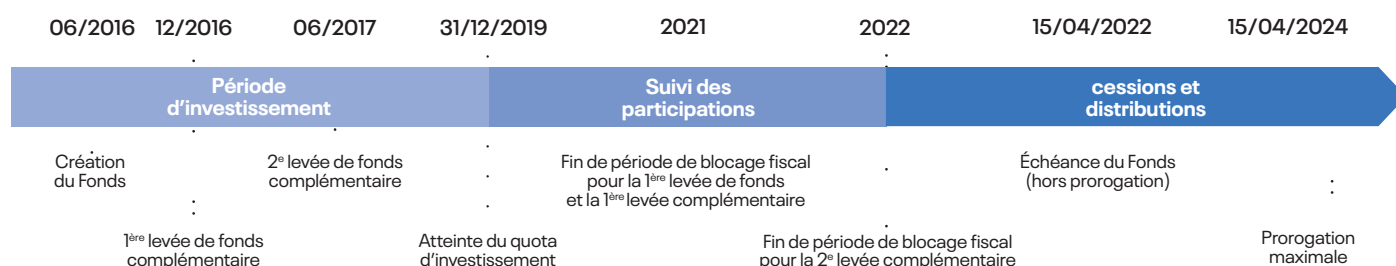 06/2016 12/2016 06/2017 31/12/2019 2021 2022 15/04/2022 15/04/2024
Période
d’investissement
Suivi des
participations
cessions et
distributions
Création
du Fonds
2e levée de fonds
complémentaire
Fin de période de blocage fiscal
pour la 1ère levée de fonds
et la 1ère levée complémentaire
Échéance du Fonds
(hors prorogation)
1ère levée de fonds
complémentaire
Atteinte du quota
d’investissement
Fin de période de blocage fiscal
pour la 2e levée complémentaire
Prorogation
maximale